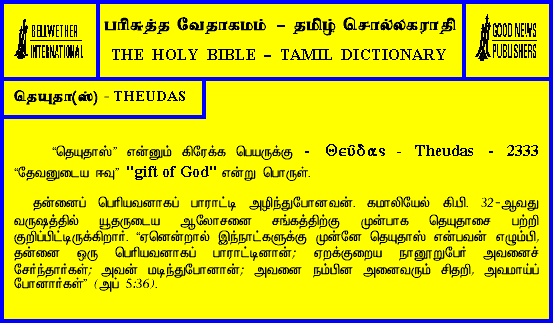 BELLWETHER
INTERNATIONAL
பரிசுத்த வேதாகமம் – தமிழ் சொல்லகராதி
THE HOLY BIBLE – TAMIL DICTIONARY
GOOD NEWS
PUBLISHERS
தெயுதா(ஸ்) - THEUDAS
“தெயுதாஸ்” என்னும் கிரேக்க பெயருக்கு - Θεῦδας - Theudas - 2333
“தேவனுடைய ஈவு” "gift of God" என்று பொருள்.
தன்னைப் பெரியவனாகப் பாராட்டி அழிந்துபோனவன். கமாலியேல் கி.பி. 32-ஆவது
வருஷத்தில் யூதருடைய ஆலோசனை சங்கத்திற்கு முன்பாக தெயுதாசை பற்றி
குறிப்பிட்டிருக்கிறார். “ஏனென்றால் இந்நாட்களுக்கு முன்னே தெயுதாஸ் என்பவன் எழும்பி,
தன்னை ஒரு பெரியவனாகப் பாராட்டினான்; ஏறக்குறைய நானூறுபேர் அவனைச்
சேர்ந்தார்கள்; அவன் மடிந்துபோனான்; அவனை நம்பின அனைவரும் சிதறி, அவமாய்ப்
போனார்கள்” (அப் 5:36).